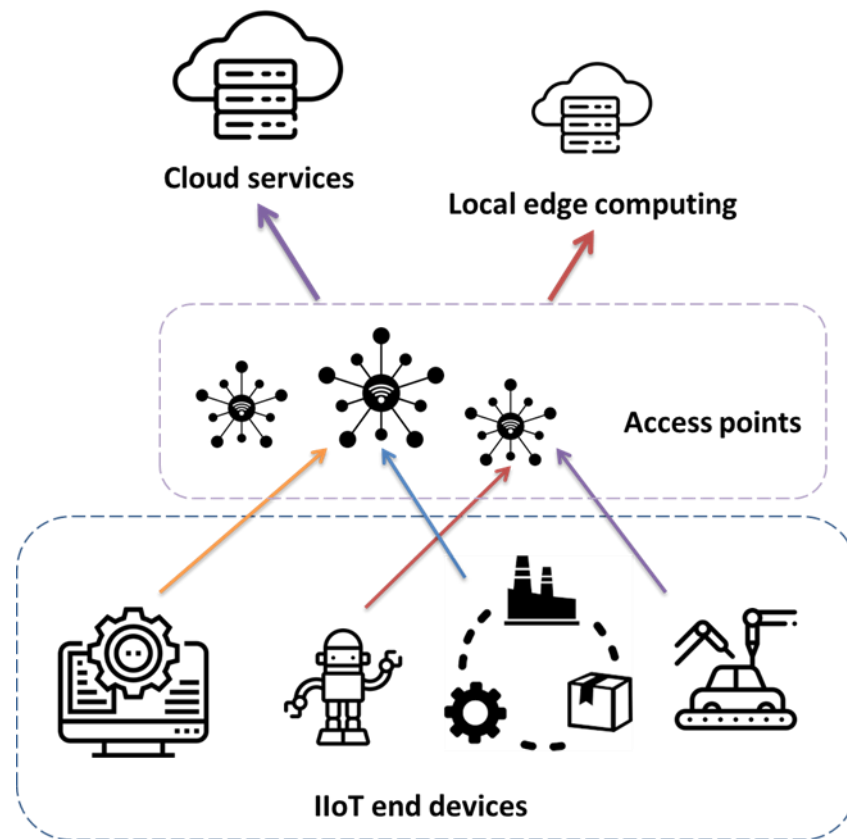 Cloud services
Local edge computing
Access points
IIoT end devices